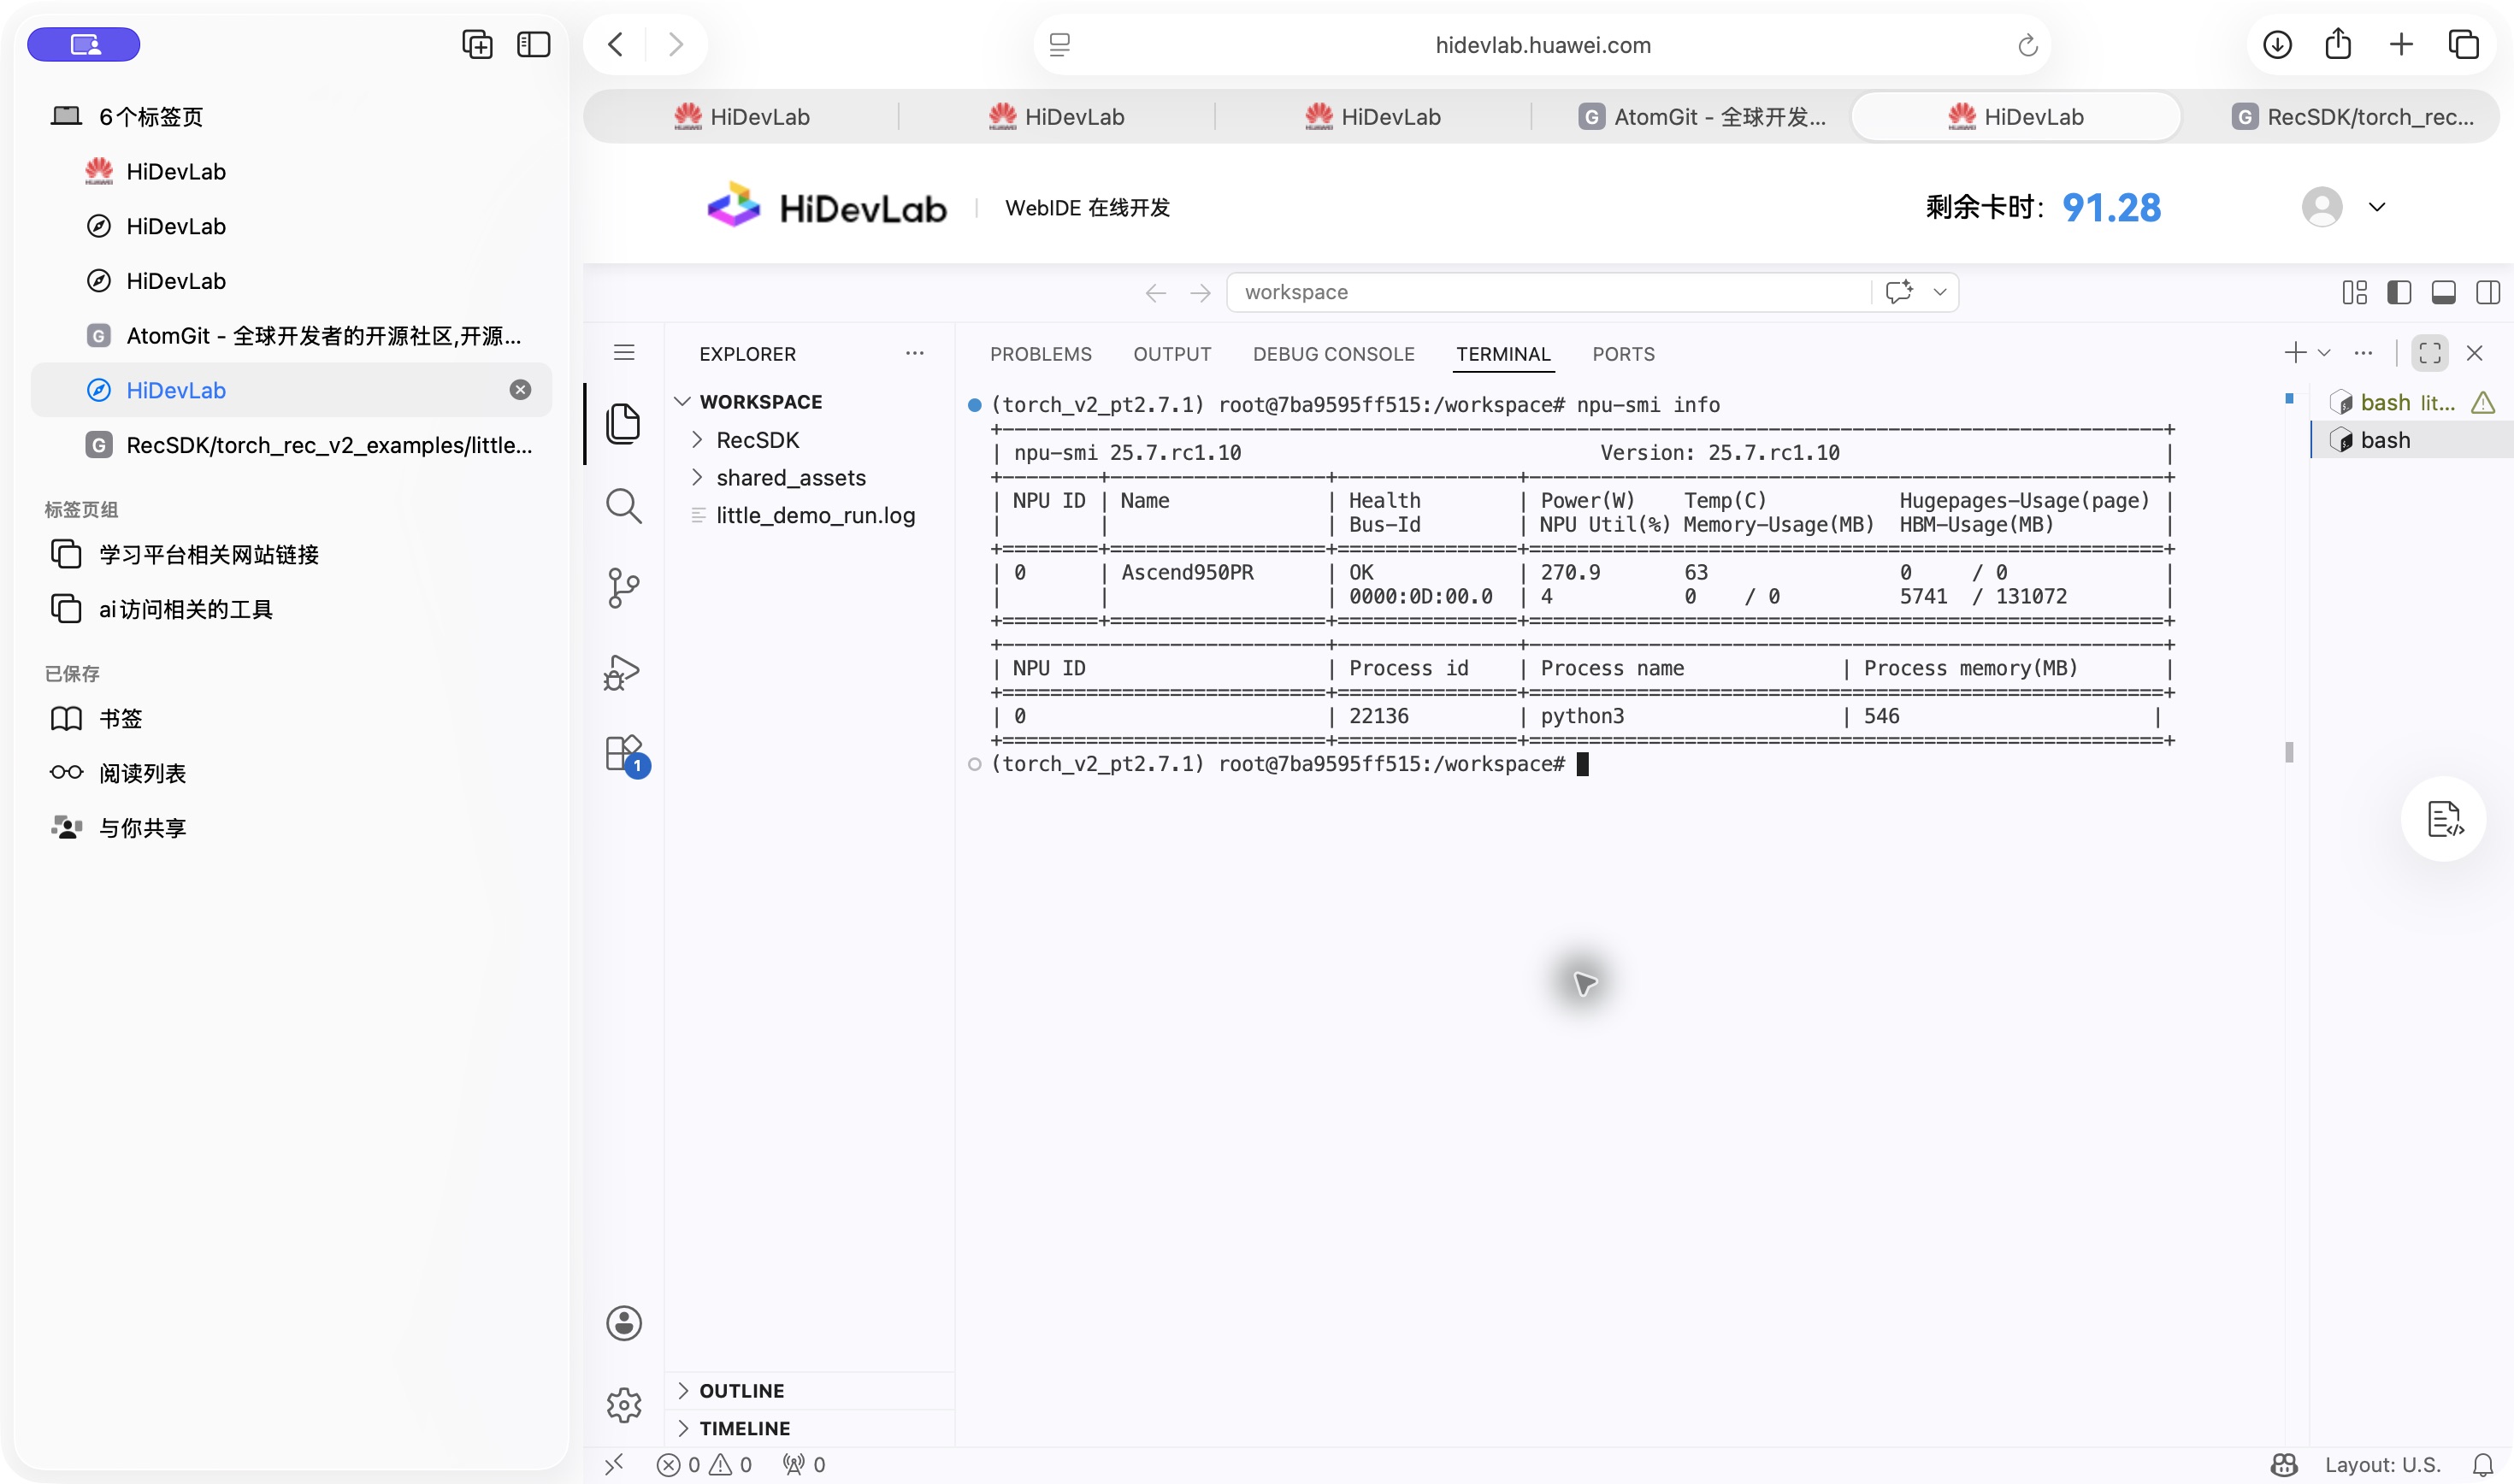 6个标签页
HiDevLab
HiDevLab
HiDevLab
AtomGit - 全球开发者的开源社区,开源...
HiDevLab
RecSDK/torch_rec_v2_examples/little...
标签页组
学习平台相关网站链接
ai访问相关的工具
已保存
书签
阅读列表
与你共享
hidevlab.huawei.com
HiDevLab
HiDevLab
HiDevLab
AtomGit - 全球开发...
HiDevLab
RecSDK/torch_rec...
HiDevLab | WebIDE 在线开发
剩余卡时: 91.28
workspace
EXPLORER
WORKSPACE
RecSDK
shared_assets
little_demo_run.log
1
OUTLINE
TIMELINE
PROBLEMS OUTPUT DEBUG CONSOLE TERMINAL PORTS
(torch_v2_pt2.7.1) root@7ba9595ff515:/workspace# npu-smi info
| npu-smi 25.7.rc1.10 Version: 25.7.rc1.10 |
| NPU ID | Name | Health | Power(W) Temp(C) Hugepages-Usage(page) |
| | | Bus-Id | NPU Util(%) Memory-Usage(MB) HBM-Usage(MB) |
| 0 | Ascend950PR | OK | 270.9 63 0 / 0 |
| | | 0000:0D:00.0 | 4 0 / 0 5741 / 131072 |
| NPU ID | Process id | Process name | Process memory(MB) |
| 0 | 22136 | python3 | 546 |
(torch_v2_pt2.7.1) root@7ba9595ff515:/workspace#
bash lit...
bash
0 0 0
Layout: U.S.